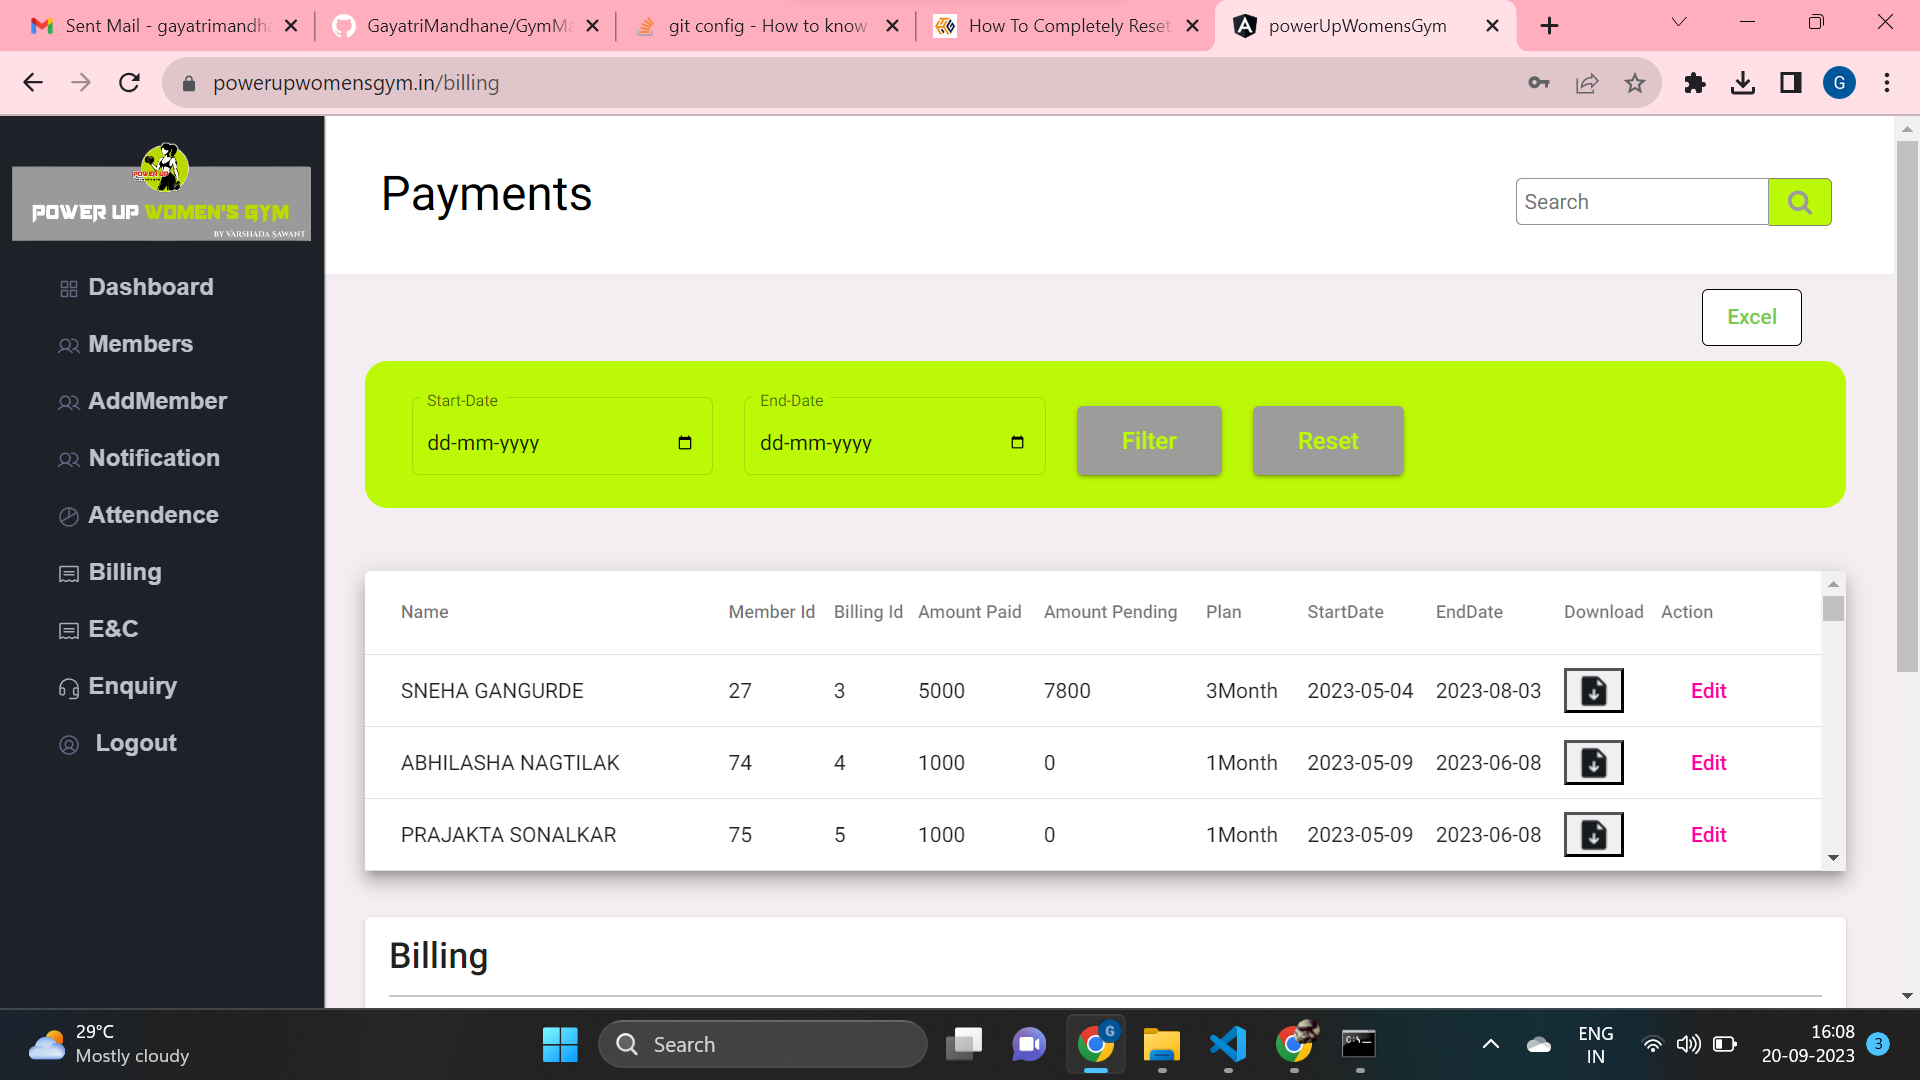 Sent Mail - gayatrimandha
GayatriMandhane/GymMa
git config - How to know
How To Completely Reset
powerUpWomensGym
powerupwomensgym.in/billing
G
POWER UP
POWER UP WOMEN'S GYM
BY VARSHADA SAWANT
Dashboard
Members
AddMember
Notification
Attendence
Billing
E&C
Enquiry
Logout
Payments
Search
Excel
Start-Date
dd-mm-yyyy
End-Date
dd-mm-yyyy
Filter
Reset
Name Member Id Billing Id Amount Paid Amount Pending Plan StartDate EndDate Download Action
SNEHA GANGURDE 27 3 5000 7800 3Month 2023-05-04 2023-08-03 Edit
ABHILASHA NAGTILAK 74 4 1000 0 1Month 2023-05-09 2023-06-08 Edit
PRAJAKTA SONALKAR 75 5 1000 0 1Month 2023-05-09 2023-06-08 Edit
Billing
29°C
Mostly cloudy
Search
G
ENG
IN
16:08
20-09-2023
3